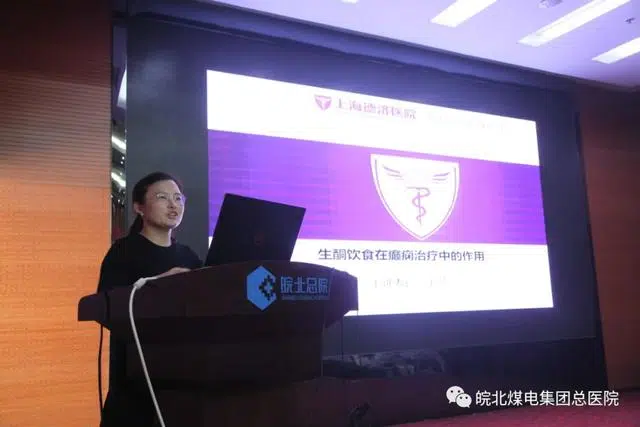 上海德济医院
生酮饮食在癫痫治疗中的作用
皖北总院
皖北煤电集团总医院